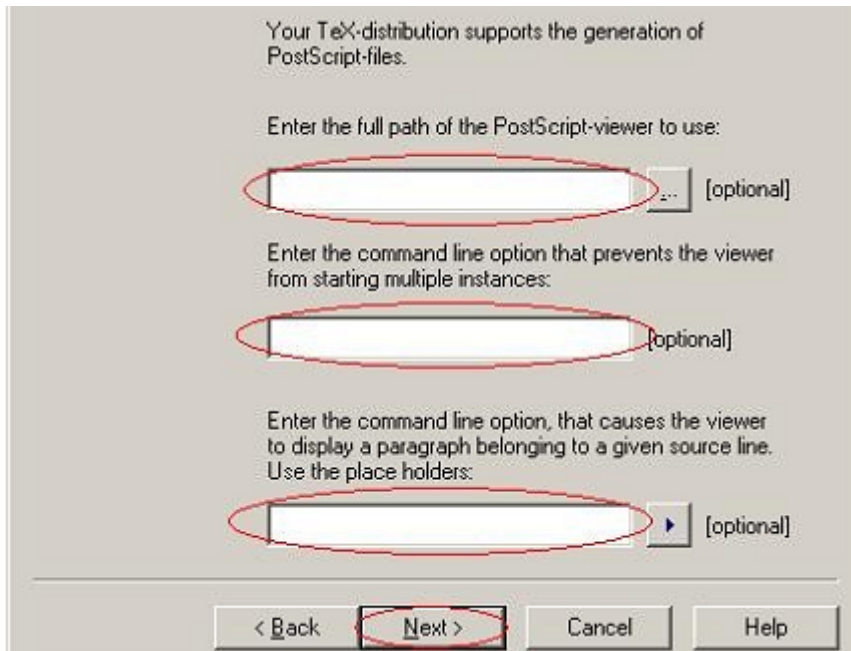 Your TeX-distribution supports the generation of
PostScript-files.
Enter the full path of the PostScript-viewer to use:
... [optional]
Enter the command line option that prevents the viewer
from starting multiple instances:
[optional]
Enter the command line option, that causes the viewer
to display a paragraph belonging to a given source line.
Use the place holders:
[optional]
< Back Next > Cancel Help